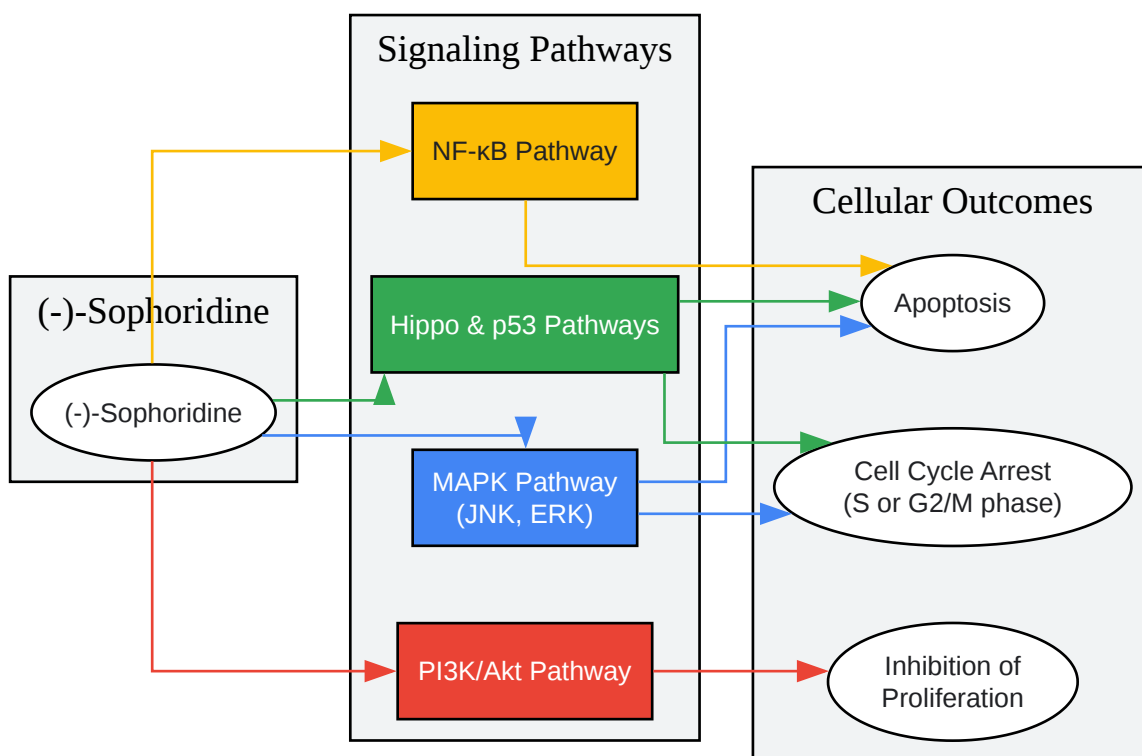 Signaling Pathways
NF-κB Pathway
Cellular Outcomes
(-)-Sophoridine
Apoptosis
Hippo & p53 Pathways
(-)-Sophoridine
MAPK Pathway
(JNK, ERK)
Cell Cycle Arrest
(S or G2/M phase)
PI3K/Akt Pathway
Inhibition of
Proliferation